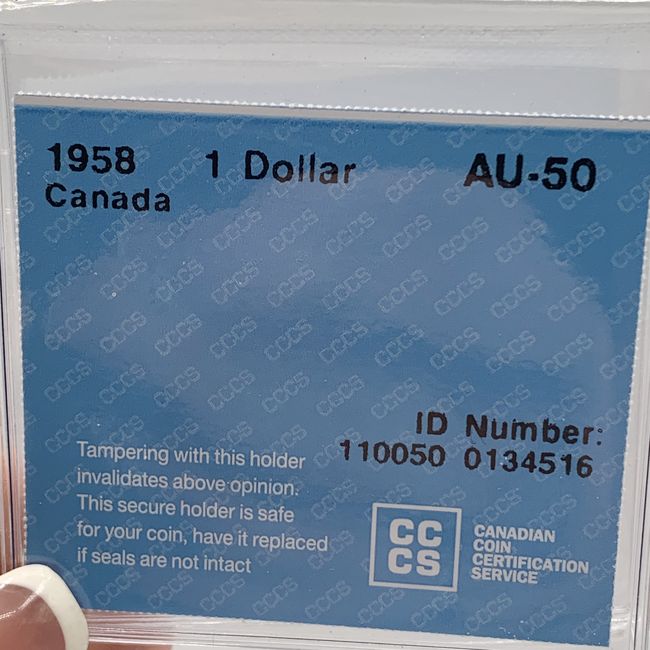 1958 1 Dollar AU-50
Canada
ID Number:
110050 0134516
Tampering with this holder
invalidates above opinion.
This secure holder is safe
for your coin, have it replaced
if seals are not intact
CC
CS
CANADIAN
COIN
CERTIFICATION
SERVICE